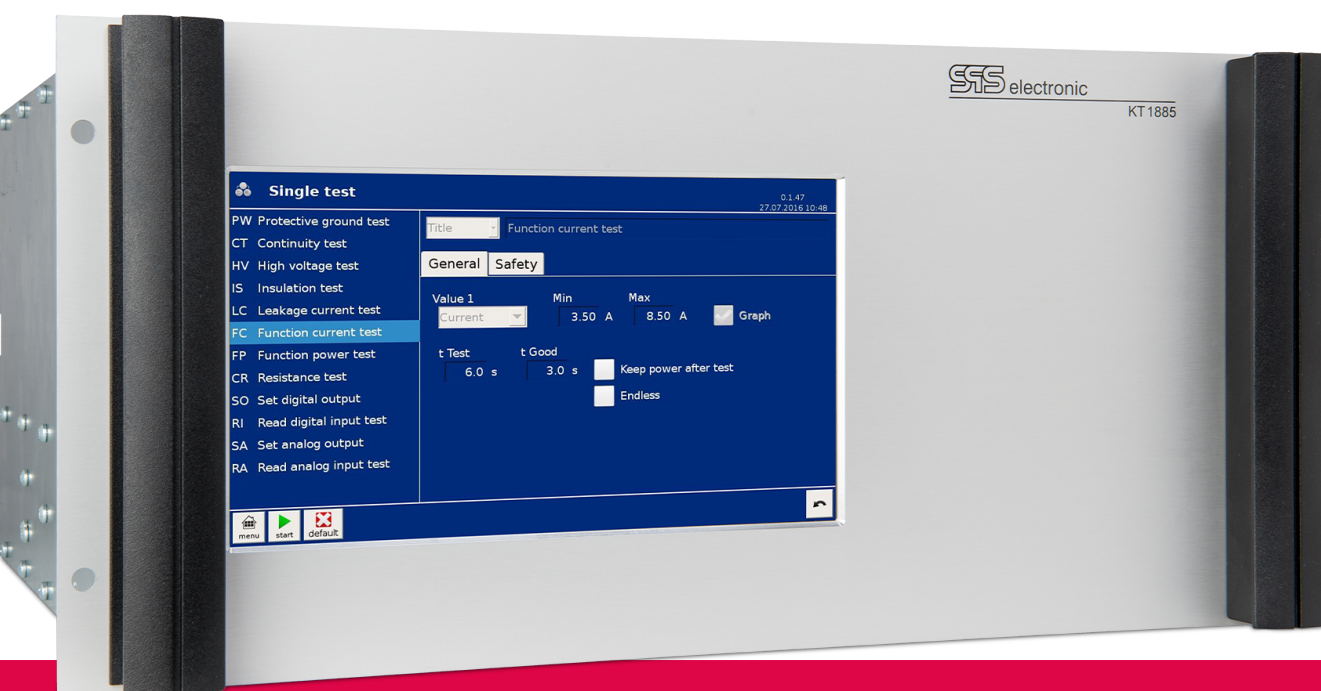 SPS electronic
KT 1885
Single test
0.1.47
27.07.2016 10:48
PW Protective ground test
CT Continuity test
HV High voltage test
IS Insulation test
LC Leakage current test
FC Function current test
FP Function power test
CR Resistance test
SO Set digital output
RI Read digital input test
SA Set analog output
RA Read analog input test
Title Function current test
General Safety
Value 1 Min Max
Current 3.50 A 8.50 A Graph
t Test t Good
6.0 s 3.0 s Keep power after test
Endless
menu start default